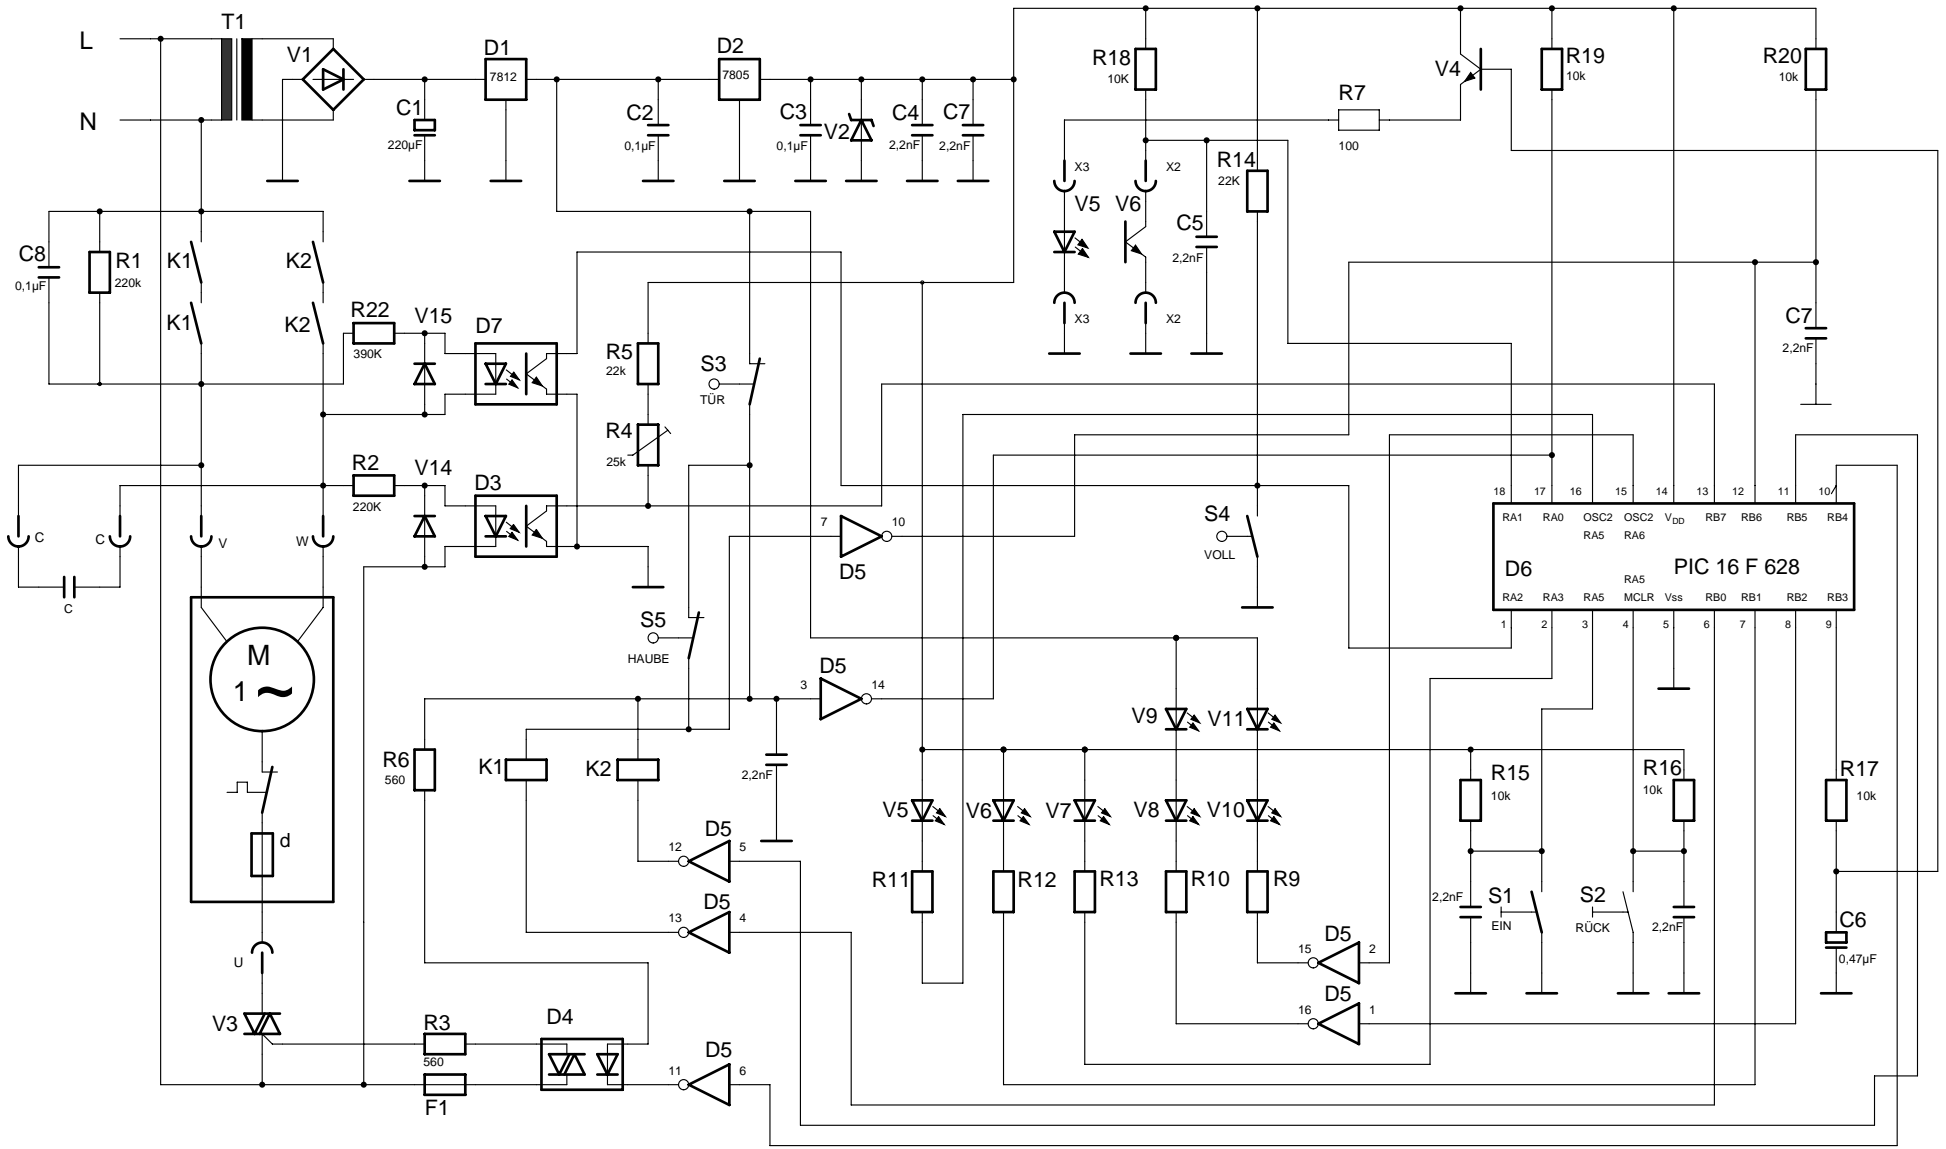 T1
L
N
V1
D1
7812
D2
7805
C1
220µF
C2
0,1µF
C3
0,1µF
V2
C4
2,2nF
C7
2,2nF
R18
10K
R7
100
V4
R19
10k
R20
10k
X3
X2
V5
V6
X3
X2
C5
2,2nF
R14
22K
C7
2,2nF
C8
0,1µF
R1
220k
K1
K2
K1
K2
R22
390K
V15
D7
R5
22k
S3
TÜR
R4
25k
R2
220K
V14
D3
7
10
D5
S4
VOLL
C
C
V
W
C
18
17
16
15
14
13
12
11
10
RA1
RA0
OSC2
RA5
OSC2
RA6
VDD
RB7
RB6
RB5
RB4
D6
PIC 16 F 628
RA2
RA3
RA5
RA5
MCLR
Vss
RB0
RB1
RB2
RB3
1
2
3
4
5
6
7
8
9
M
1 ~
S5
HAUBE
D5
3
14
R6
560
K1
K2
2,2nF
V9
V11
V5
V6
V7
V8
V10
R15
10k
R16
10k
R17
10k
d
D5
12
5
R11
R12
R13
R10
R9
D5
13
4
2,2nF
S1
EIN
S2
RÜCK
2,2nF
C6
0,47µF
D5
15
2
U
D5
16
1
V3
R3
560
D4
F1
D5
11
6